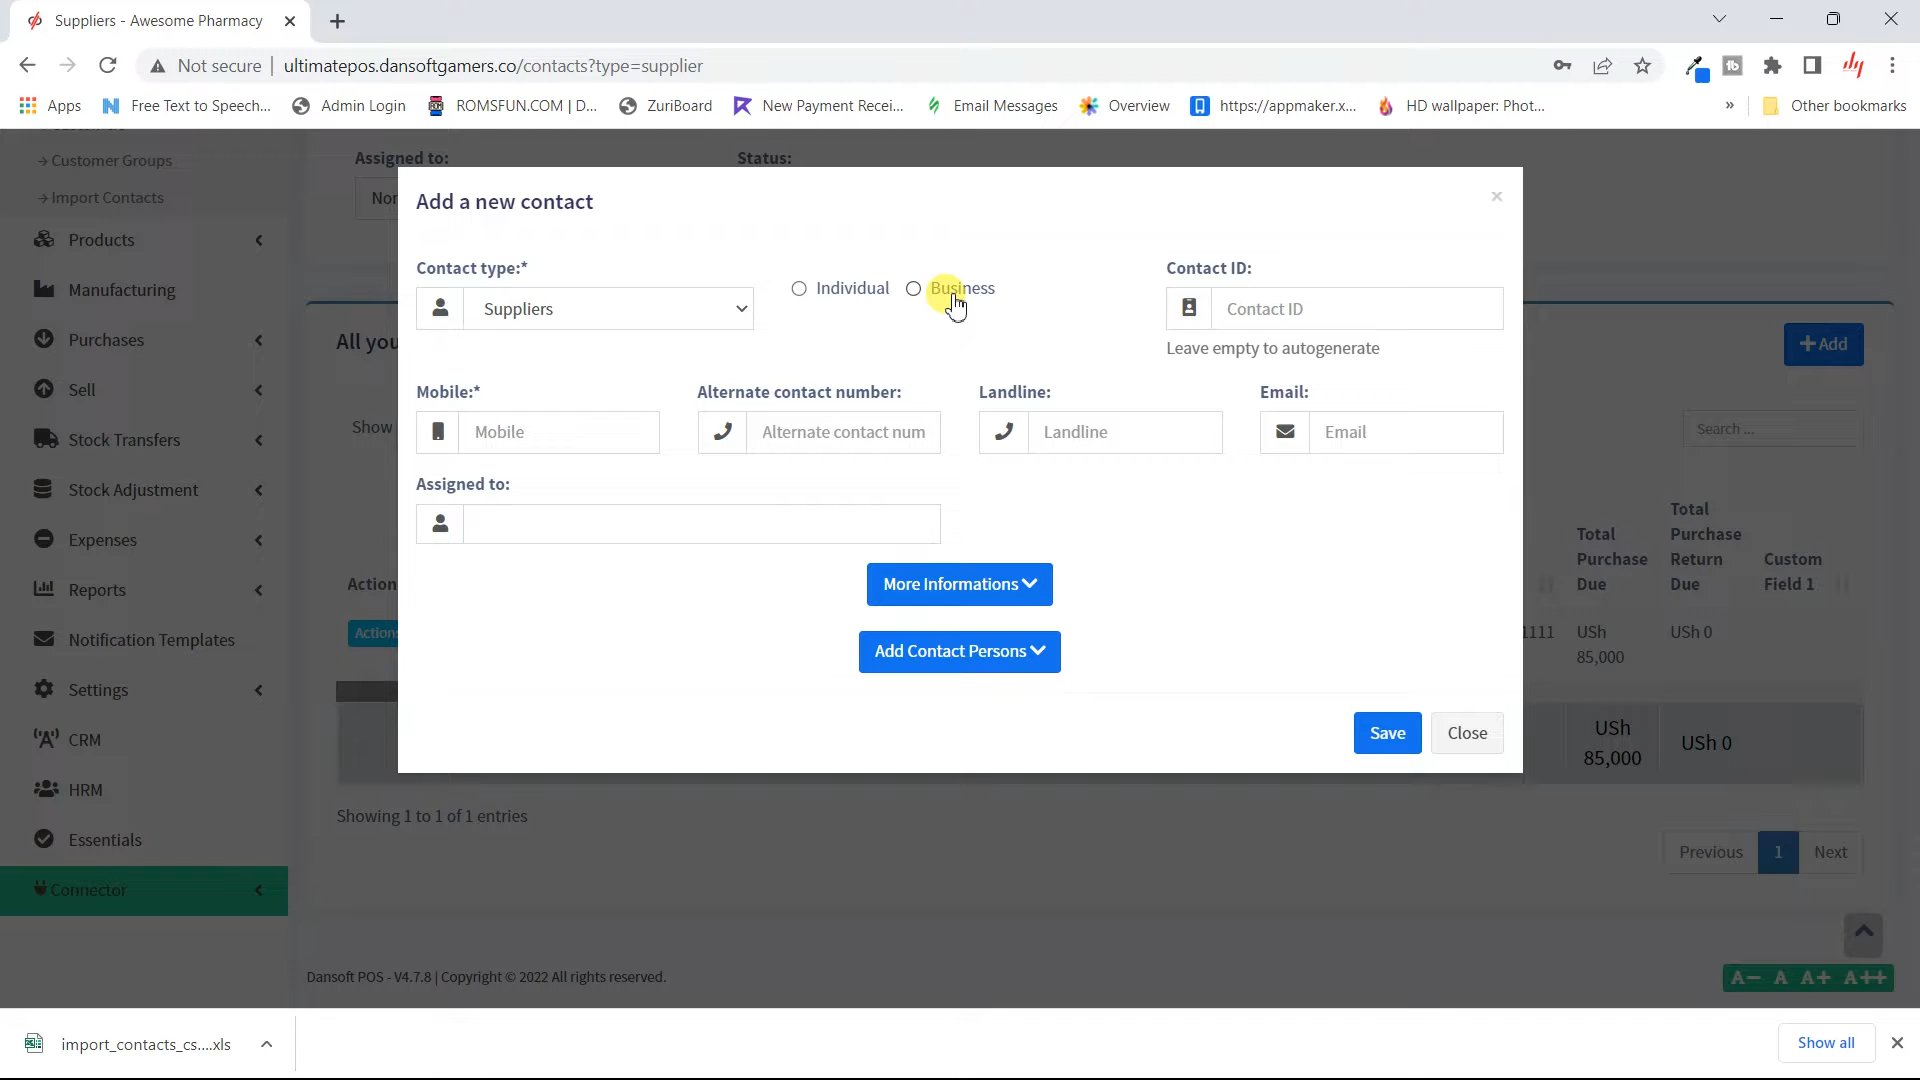 Suppliers - Awesome Pharmacy
Not secure | ultimatepos.dansoftgamers.co/contacts?type=supplier
Apps Free Text to Speech... Admin Login ROMSFUN.COM | D... ZuriBoard New Payment Recei... Email Messages Overview https://appmaker.x... HD wallpaper: Phot... » Other bookmarks
→ Customer Groups
→ Import Contacts
Products
Manufacturing
Purchases
Sell
Stock Transfers
Stock Adjustment
Expenses
Reports
Notification Templates
Settings
CRM
HRM
Essentials
Connector
Assigned to: Status:
Add a new contact ×
Contact type:*
Suppliers
Individual Business
Contact ID:
Contact ID
Leave empty to autogenerate
Mobile:* Alternate contact number: Landline: Email:
Mobile Alternate contact num Landline Email
Assigned to:
More Informations
Add Contact Persons
Save Close
All you
+ Add
Show
Search ...
Action
Total Purchase Due
Total Purchase Return Due
Custom Field 1
Action
1111 USh 85,000 USh 0
USh 85,000 USh 0
Showing 1 to 1 of 1 entries
Previous 1 Next
Dansoft POS - V4.7.8 | Copyright © 2022 All rights reserved.
A- A A+ A++
import_contacts_cs....xls
Show all